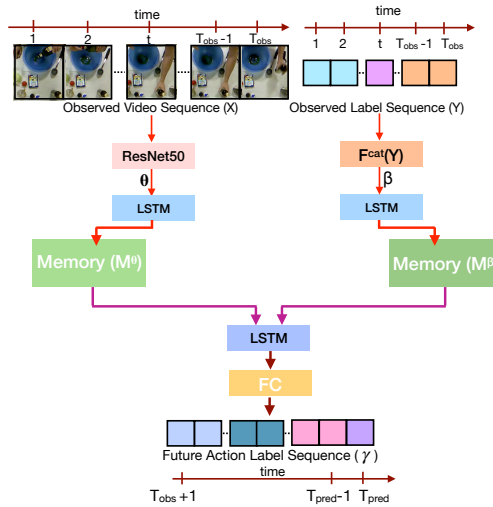 time
time
1 2 t Tobs-1 Tobs
1 2 t Tobs-1 Tobs
Observed Video Sequence (X)
Observed Label Sequence (Y)
ResNet50
Fcat(Y)
θ
β
LSTM
LSTM
Memory (Mθ)
Memory (Mβ)
LSTM
FC
Future Action Label Sequence (γ)
time
Tobs+1 Tpred-1 Tpred